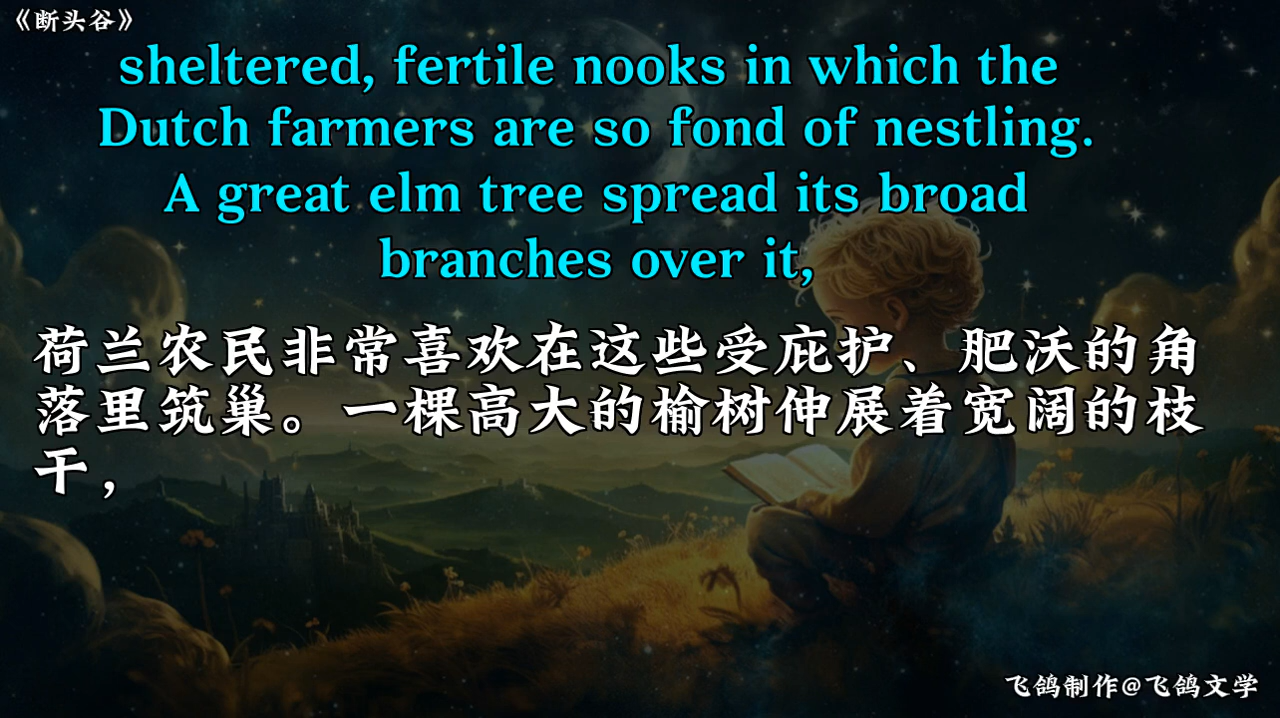 《断头谷》
sheltered, fertile nooks in which the
Dutch farmers are so fond of nestling.
A great elm tree spread its broad
branches over it,
荷兰农民非常喜欢在这些受庇护、肥沃的角
落里筑巢。一棵高大的榆树伸展着宽阔的枝
干，
飞鸽制作@飞鸽文学